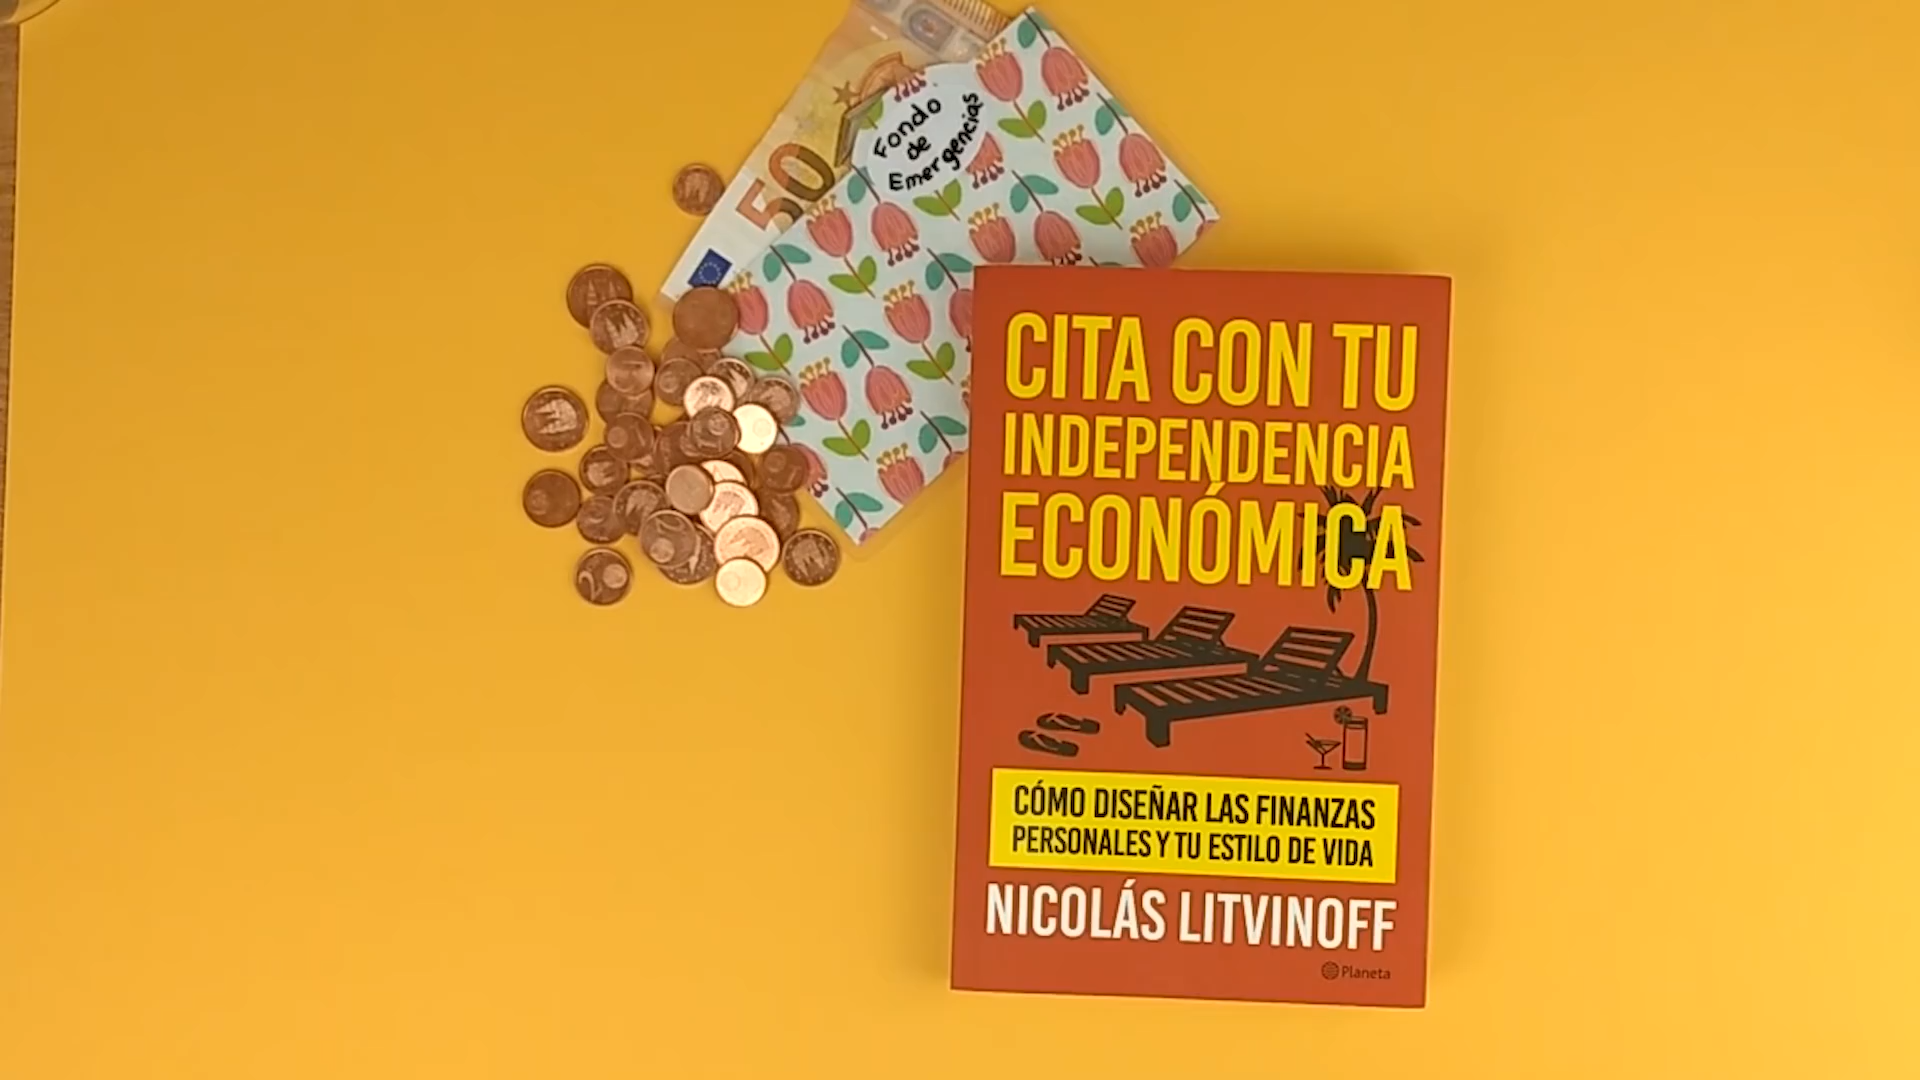 50
Fondo
de
Emergencias
CITA CON TU
INDEPENDENCIA
ECONÓMICA
CÓMO DISEÑAR LAS FINANZAS
PERSONALES Y TU ESTILO DE VIDA
NICOLÁS LITVINOFF
Planeta
2